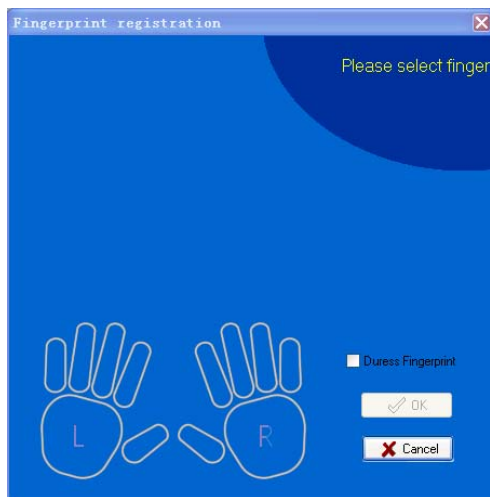 Fingerprint registration
Please select finger
Duress Fingerprint
OK
Cancel
L
R